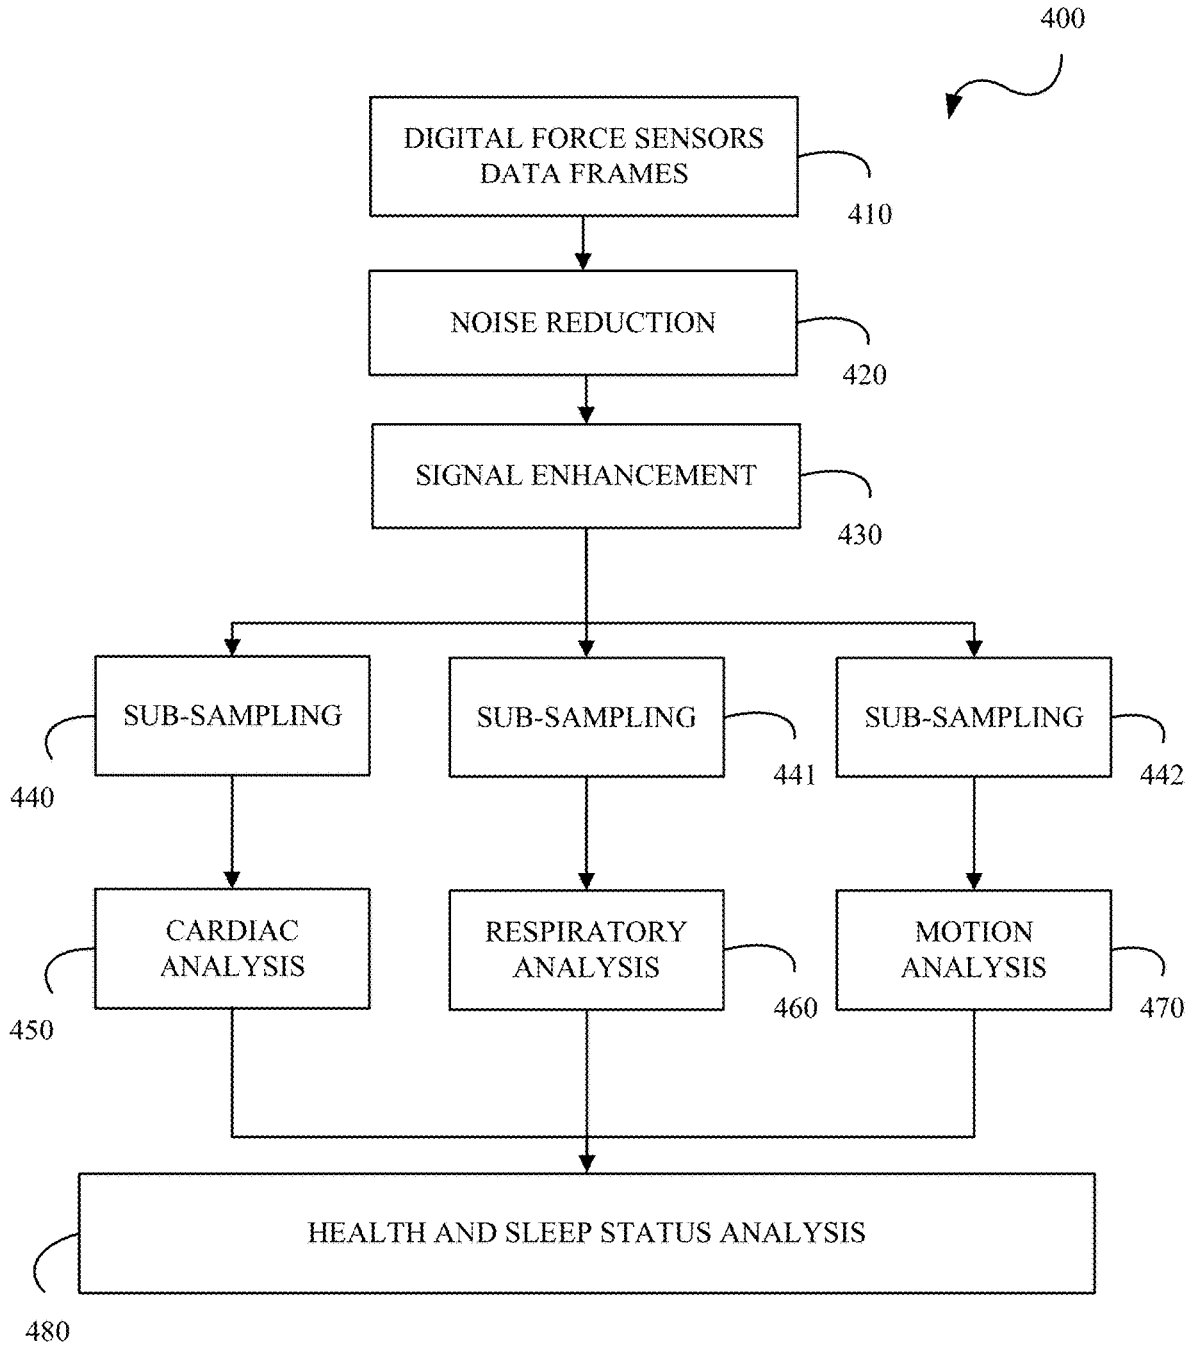 400
DIGITAL FORCE SENSORS
DATA FRAMES
410
NOISE REDUCTION
420
SIGNAL ENHANCEMENT
430
SUB-SAMPLING
440
SUB-SAMPLING
441
SUB-SAMPLING
442
CARDIAC
ANALYSIS
450
RESPIRATORY
ANALYSIS
460
MOTION
ANALYSIS
470
HEALTH AND SLEEP STATUS ANALYSIS
480